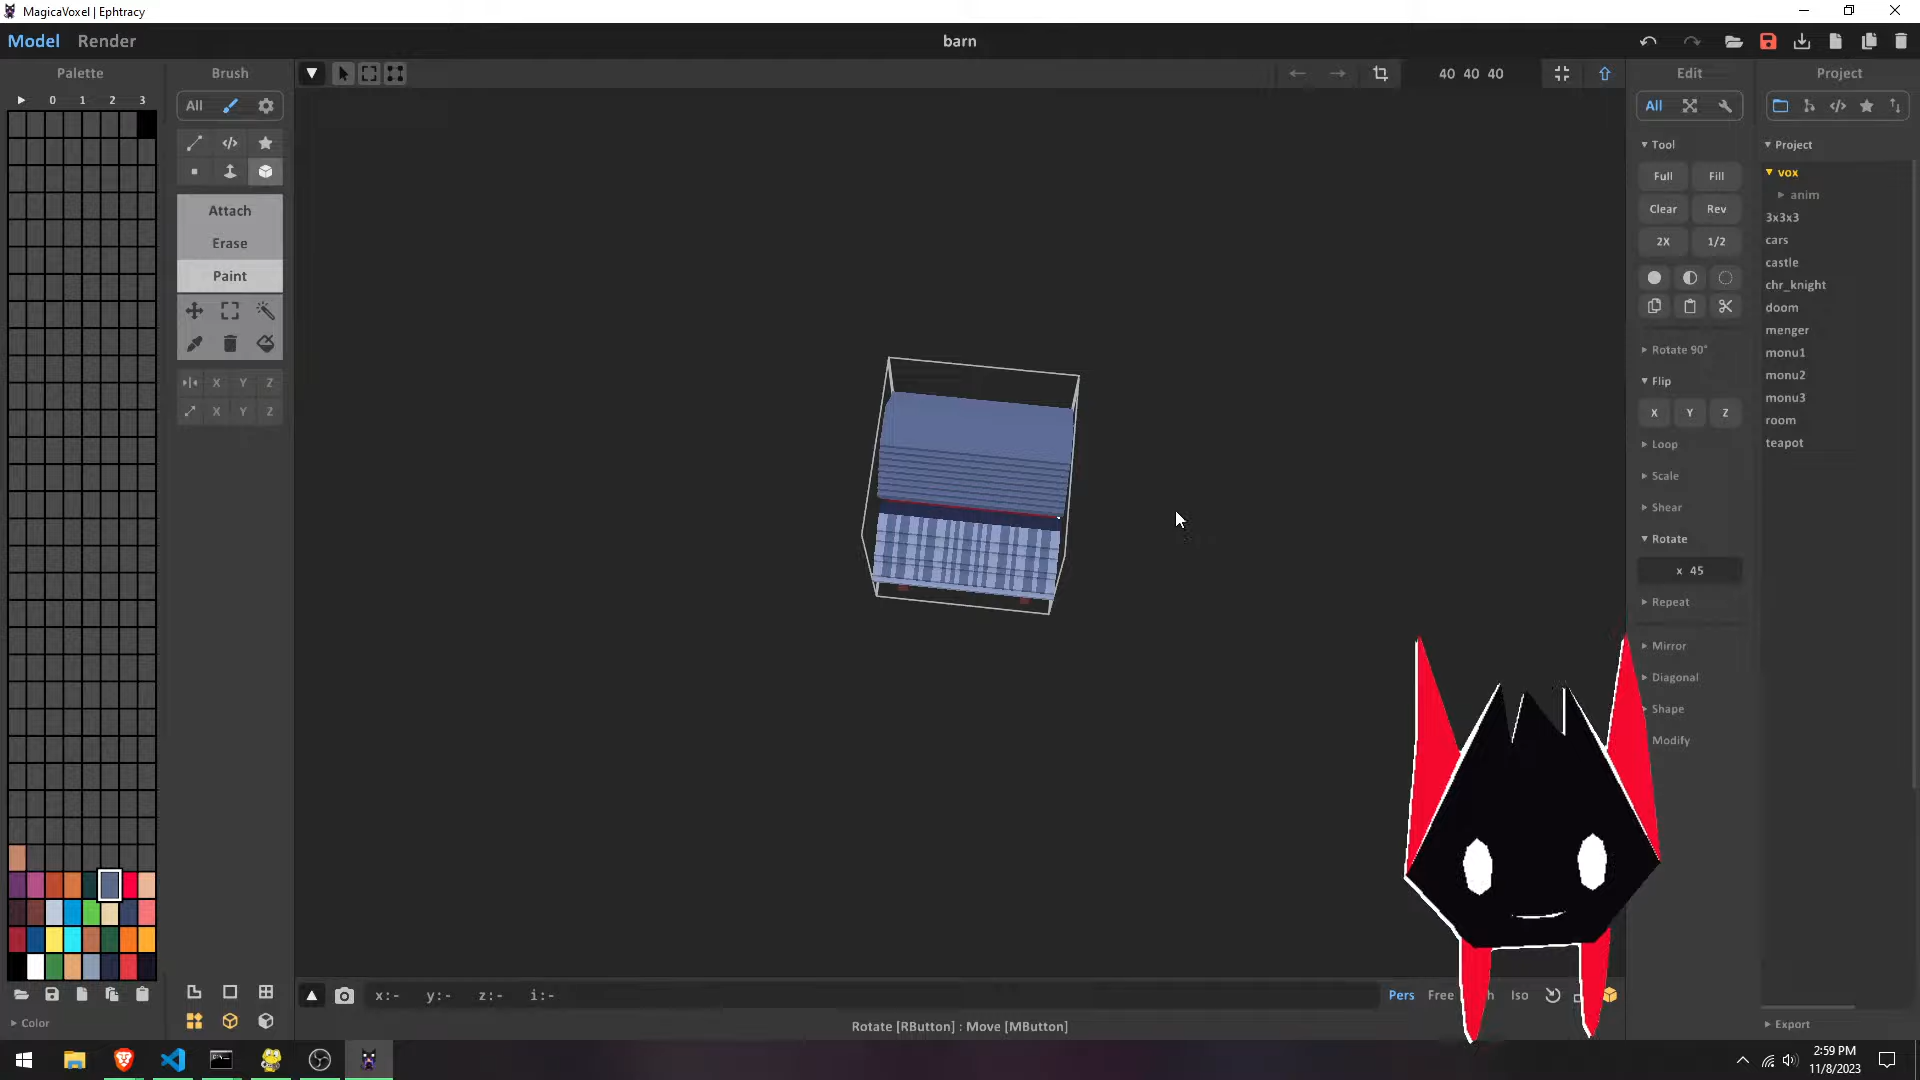 MagicaVoxel | Ephtracy
Model Render
barn
Palette
Brush
40 40 40
Edit
Project
0 1 2 3
All
All
Tool
Project
Full Fill
vox
anim
Clear Rev
3x3x3
Attach
2X 1/2
cars
Erase
castle
Paint
chr_knight
doom
menger
Rotate 90°
monu1
Flip
monu2
X Y Z
X Y Z
monu3
X Y Z
room
Loop
teapot
Scale
Shear
Rotate
x 45
Repeat
Mirror
Diagonal
Shape
Modify
x:- y:- z:- i:-
Pers Free h Iso
Color
Rotate [RButton] : Move [MButton]
Export
2:59 PM
11/8/2023